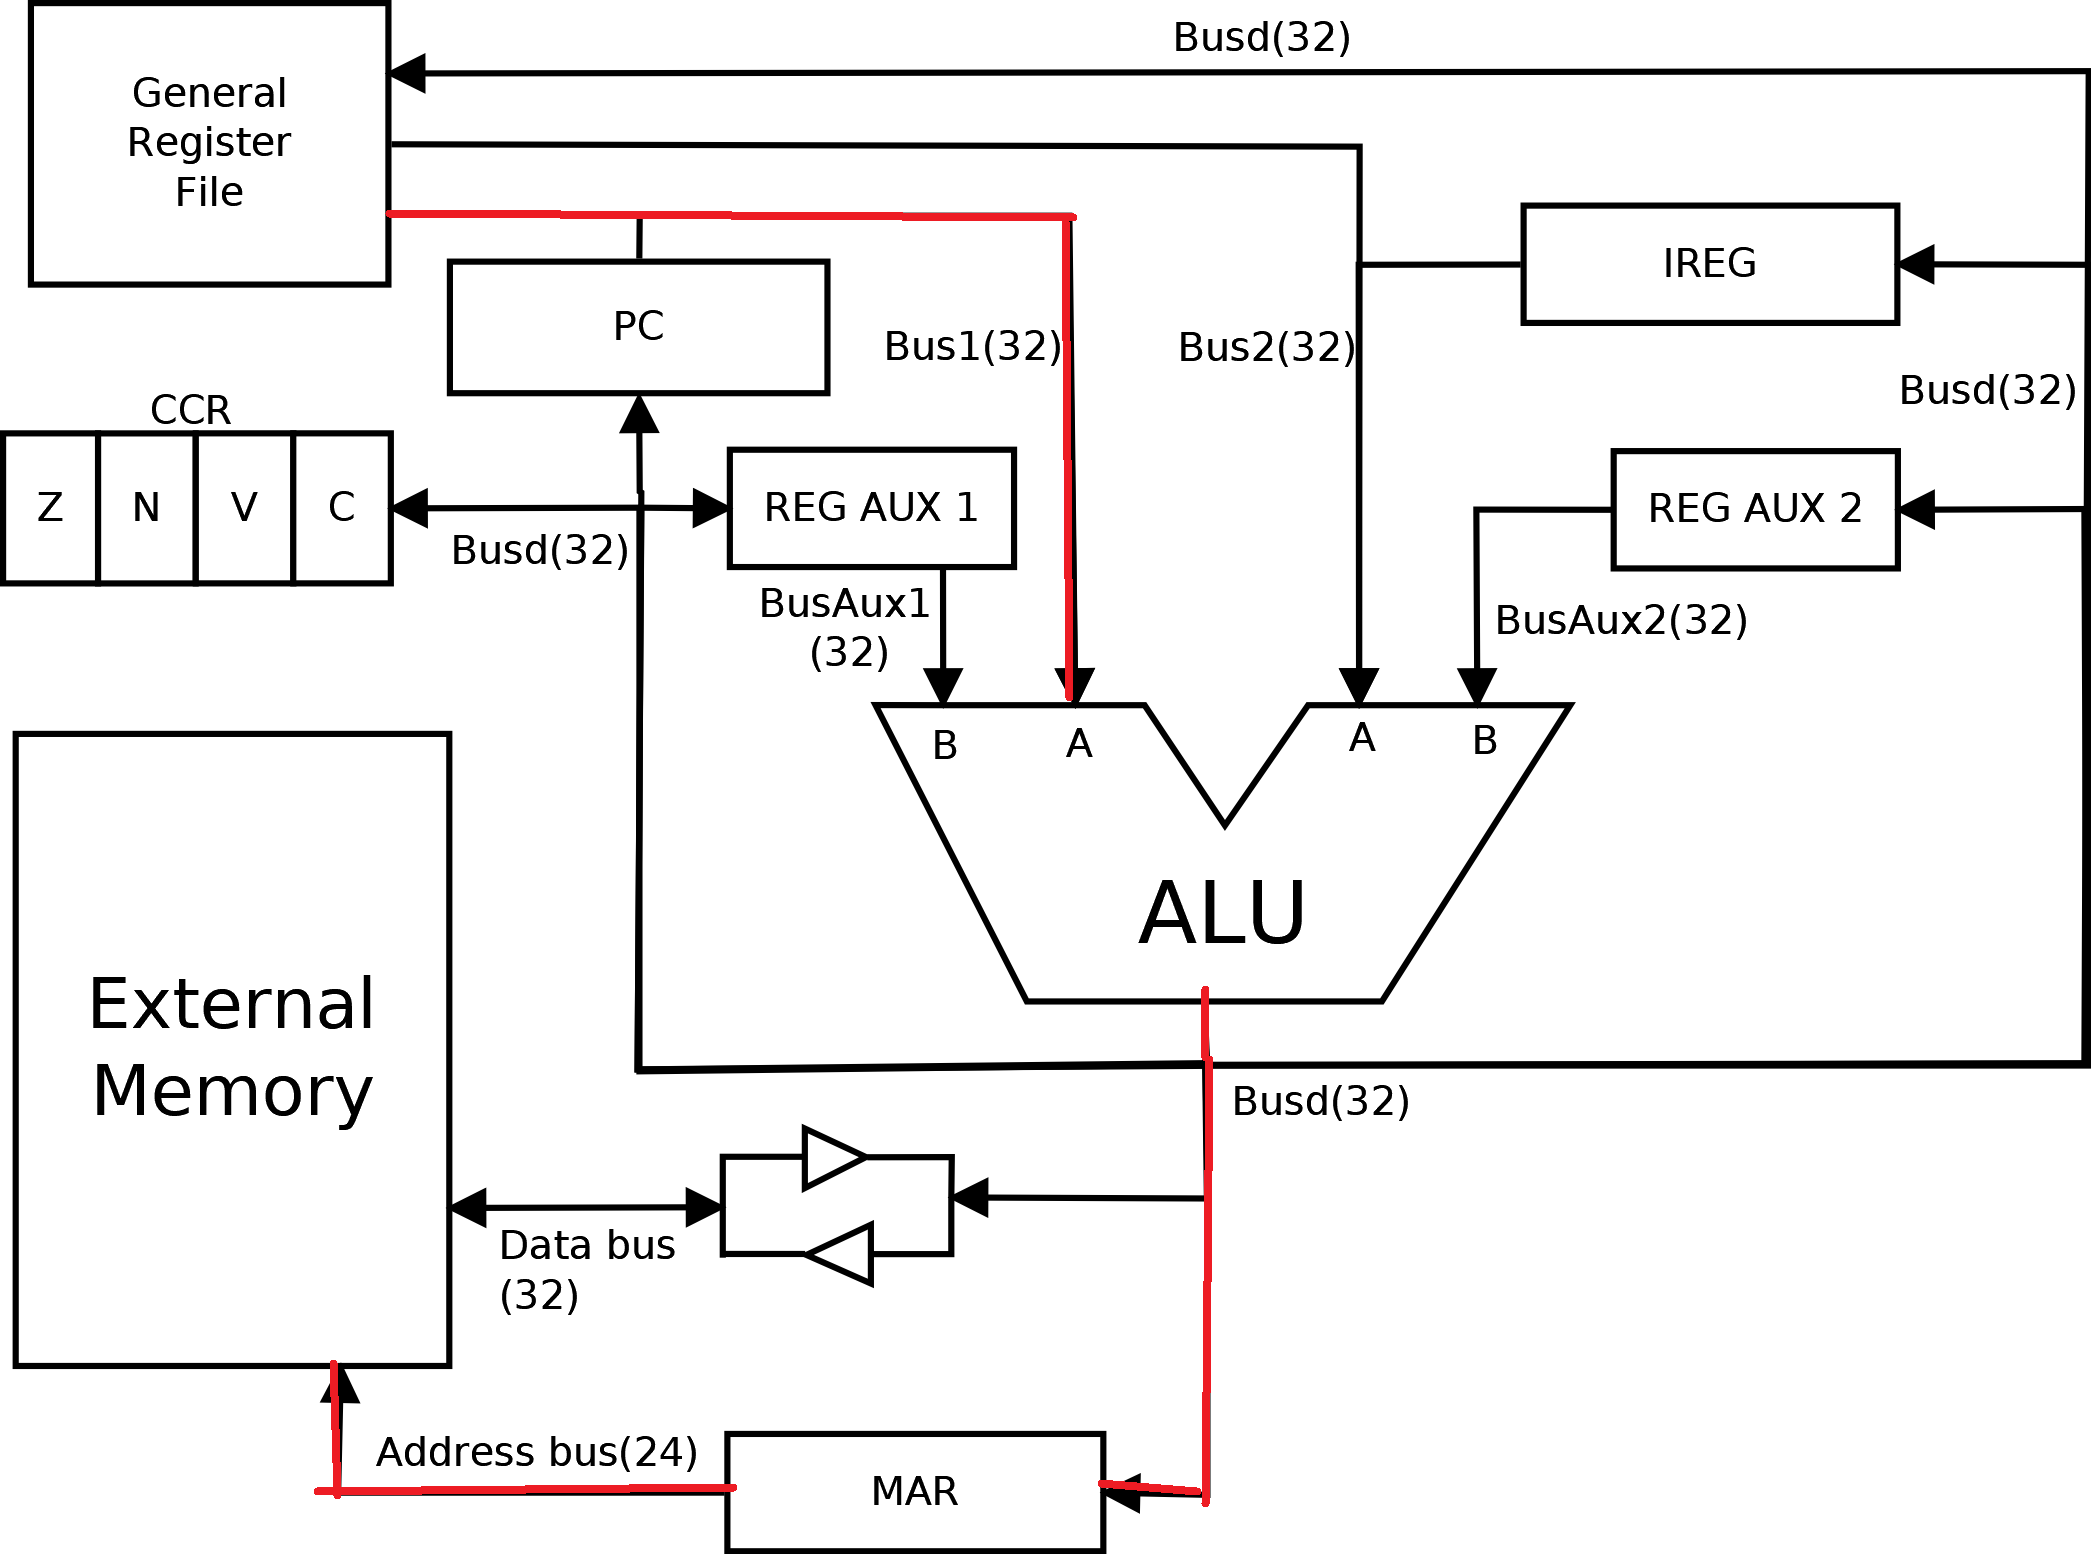 Busd(32)
General
Register
File
IREG
PC
Bus1(32)
Bus2(32)
Busd(32)
CCR
Z N V C
REG AUX 1
REG AUX 2
Busd(32)
BusAux1
(32)
BusAux2(32)
B A A B
ALU
External
Memory
Busd(32)
Data bus
(32)
Address bus(24)
MAR